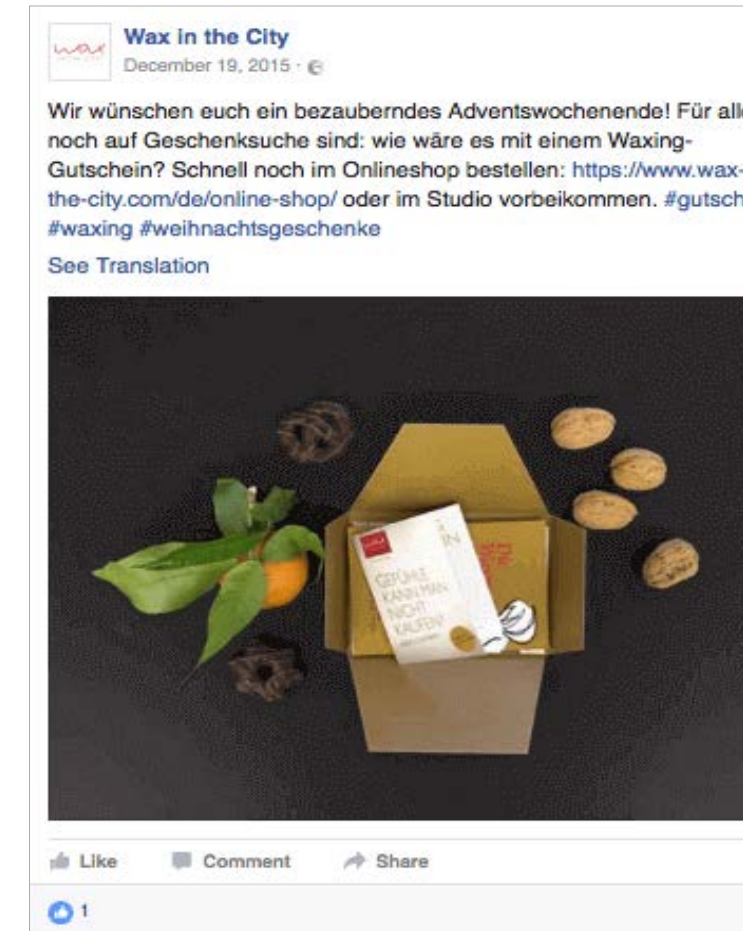 wax
Wax in the City
December 19, 2015 ·
Wir wünschen euch ein bezauberndes Adventswochenende! Für alle
noch auf Geschenksuche sind: wie wäre es mit einem Waxing-
Gutschein? Schnell noch im Onlineshop bestellen: https://www.wax-
the-city.com/de/online-shop/ oder im Studio vorbeikommen. #gutsch
#waxing #weihnachtsgeschenke
See Translation
GEFÜHLE
KANN MAN
NICHT
KAUFEN!
Like Comment Share
1